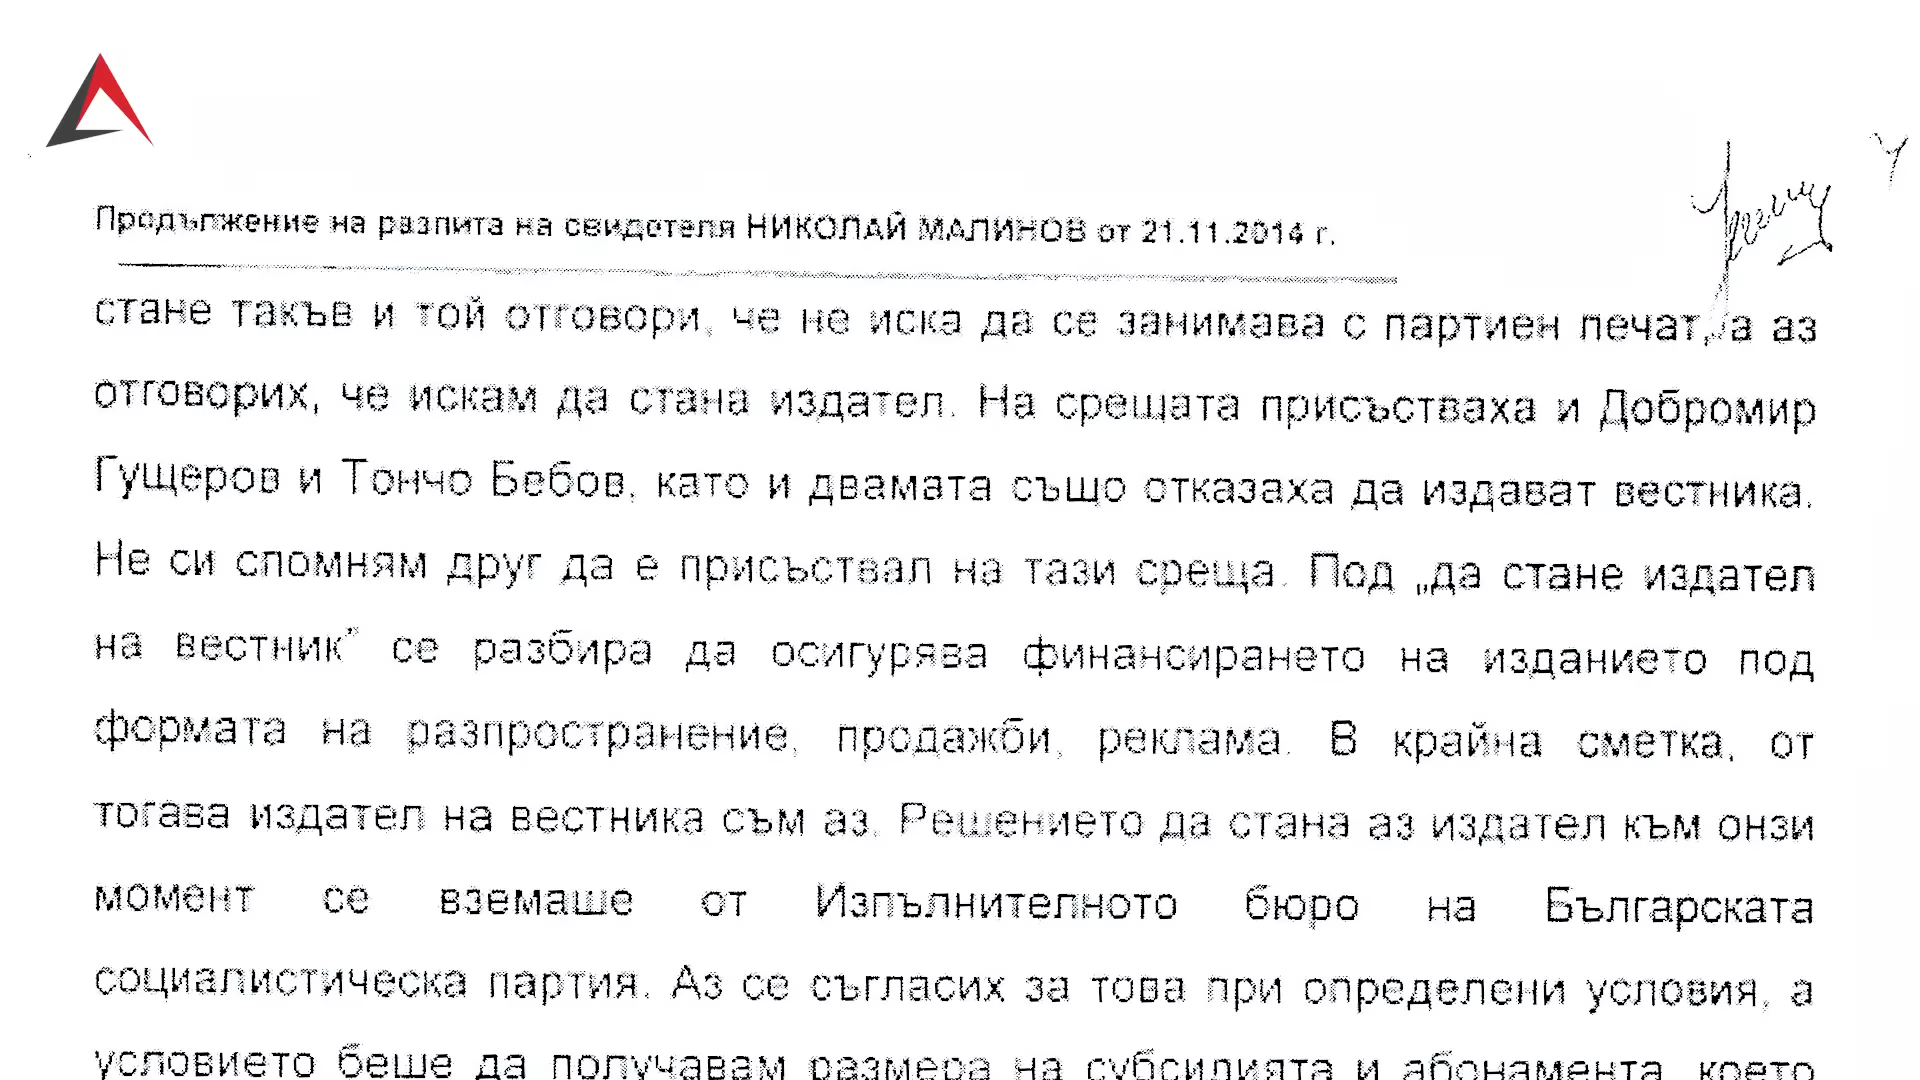 Продължение на разпита на свидетеля НИКОЛАЙ МАЛИНОВ от 21.11.2014 г.
стане такъв и той отговори, че не иска да се занимава с партиен печат, а аз
отговорих, че искам да стана издател. На срещата присъстваха и Добромир
Гущеров и Тончо Бебов, като и двамата също отказаха да издават вестника.
Не си спомням друг да е присъствал на тази среща. Под „да стане издател
на вестник” се разбира да осигурява финансирането на изданието под
формата на разпространение, продажби, реклама. В крайна сметка, от
тогава издател на вестника съм аз. Решението да стана аз издател към онзи
момент се вземаше от Изпълнителното бюро на Българската
социалистическа партия. Аз се съгласих за това при определени условия, а
условието беше да получавам размера на субсидията и абонамента, което